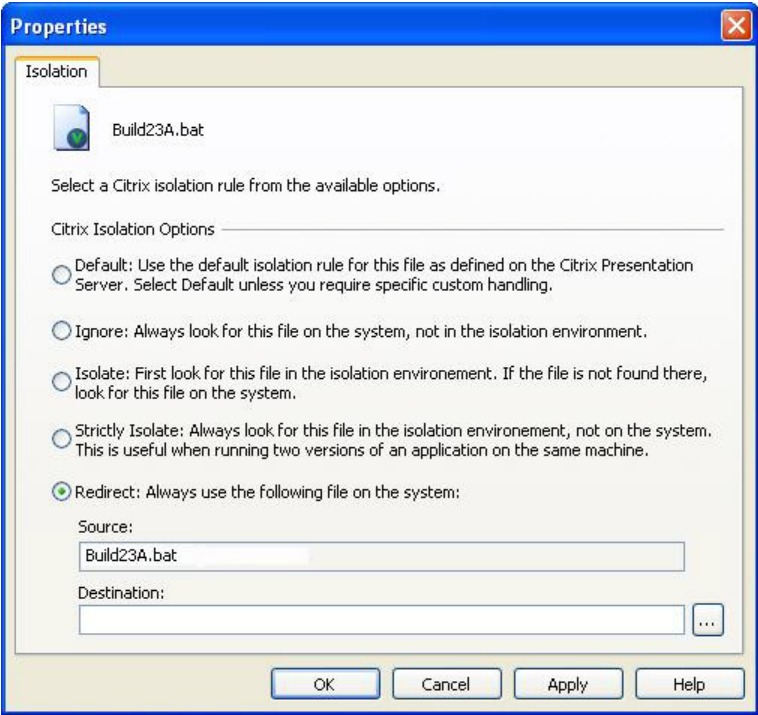 Properties
Isolation
Build23A.bat
Select a Citrix isolation rule from the available options.
Citrix Isolation Options
Default: Use the default isolation rule for this file as defined on the Citrix Presentation
Server. Select Default unless you require specific custom handling.
Ignore: Always look for this file on the system, not in the isolation environment.
Isolate: First look for this file in the isolation environement. If the file is not found there,
look for this file on the system.
Strictly Isolate: Always look for this file in the isolation environement, not on the system.
This is useful when running two versions of an application on the same machine.
Redirect: Always use the following file on the system:
Source:
Build23A.bat
Destination:
...
OK Cancel Apply Help